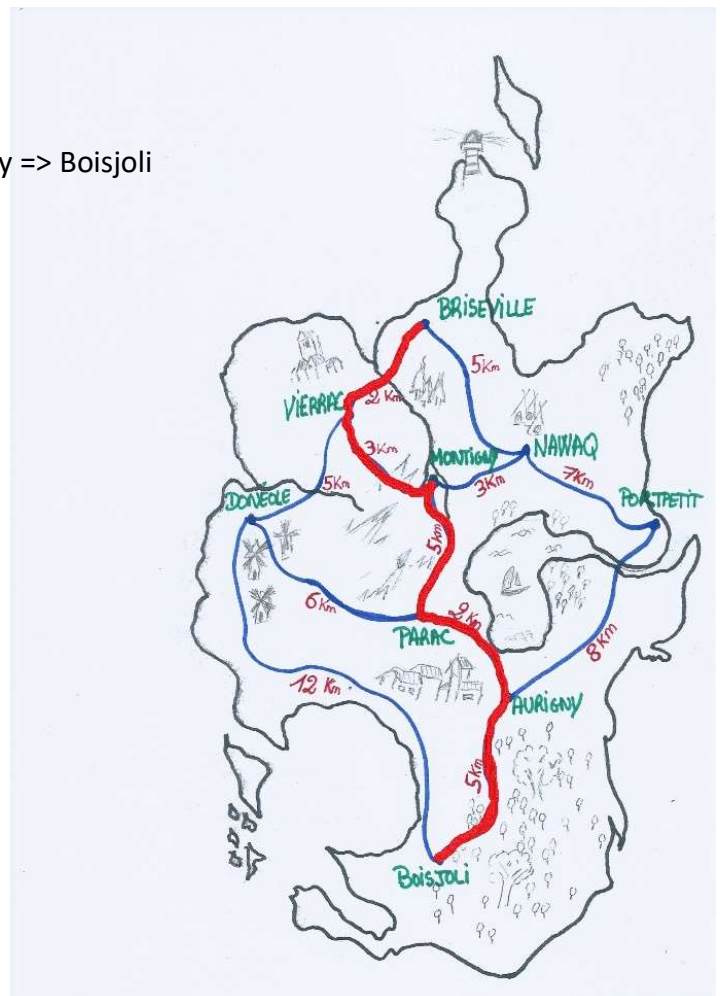 y => Boisjoli
BRISEVILLE
5Km
2 Km
VIERRAC
3Km
MONTIGNY
NAWAQ
3Km
7Km
5Km
DONÉOLE
PORTPETIT
5Km
6Km
2Km
PARAC
8Km
12 Km
AURIGNY
5Km
BOISJOLI